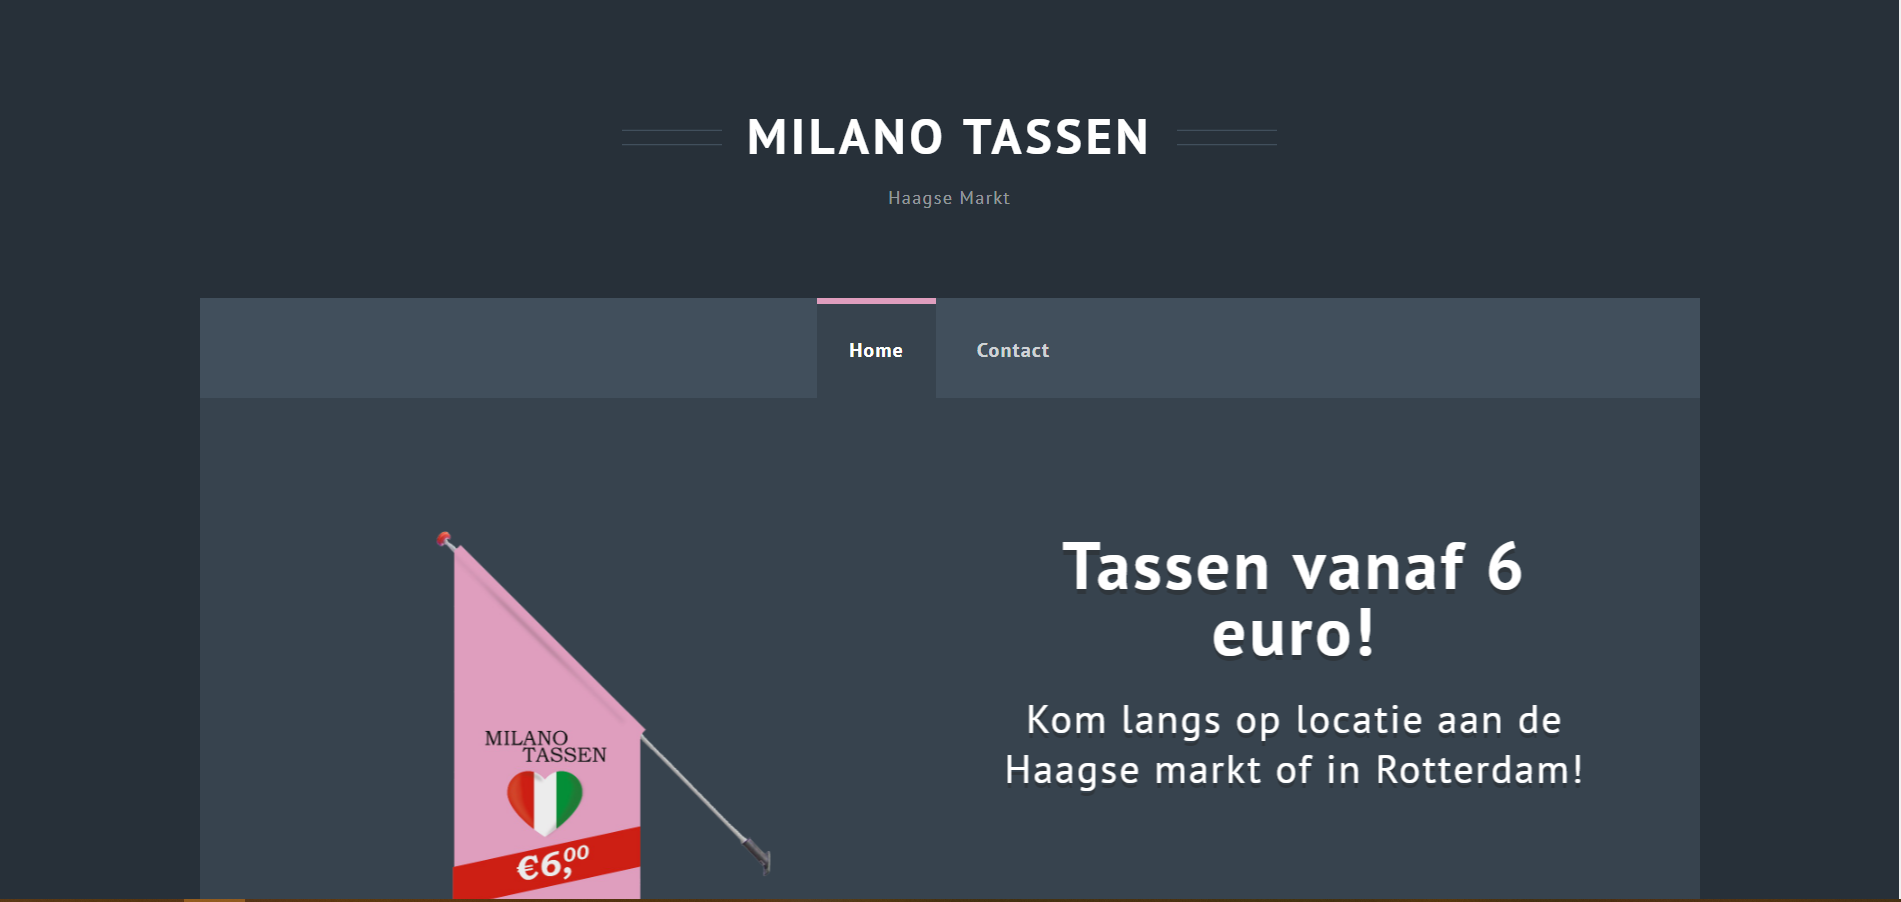 MILANO TASSEN
Haagse Markt
Home
Contact
Tassen vanaf 6
euro!
Kom langs op locatie aan de
Haagse markt of in Rotterdam!
MILANO
TASSEN
€6,00